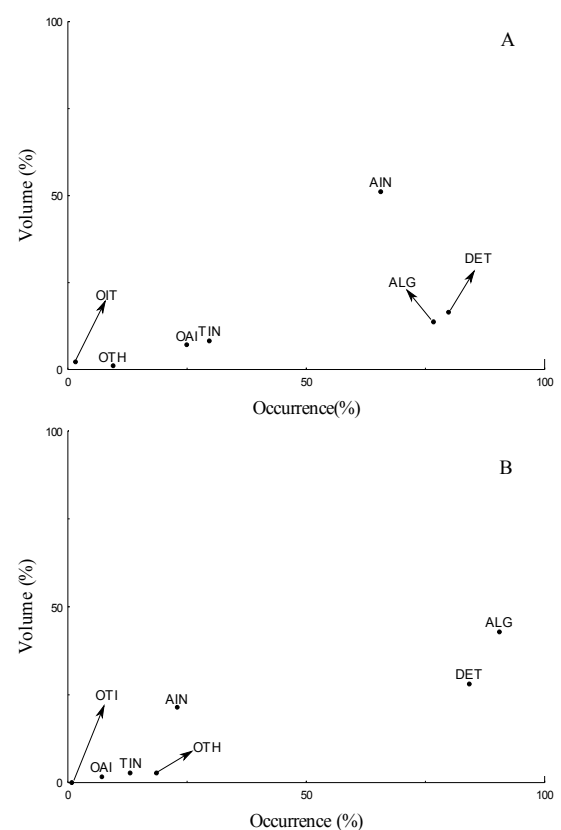 100
A
Volume (%)
AIN
50
DET
ALG
OIT
OAI TIN
OTH
0
0 50 100
Occurrence(%)
100
B
Volume (%)
50
ALG
DET
OTI
AIN
OTH
OAI TIN
0
0 50 100
Occurrence (%)